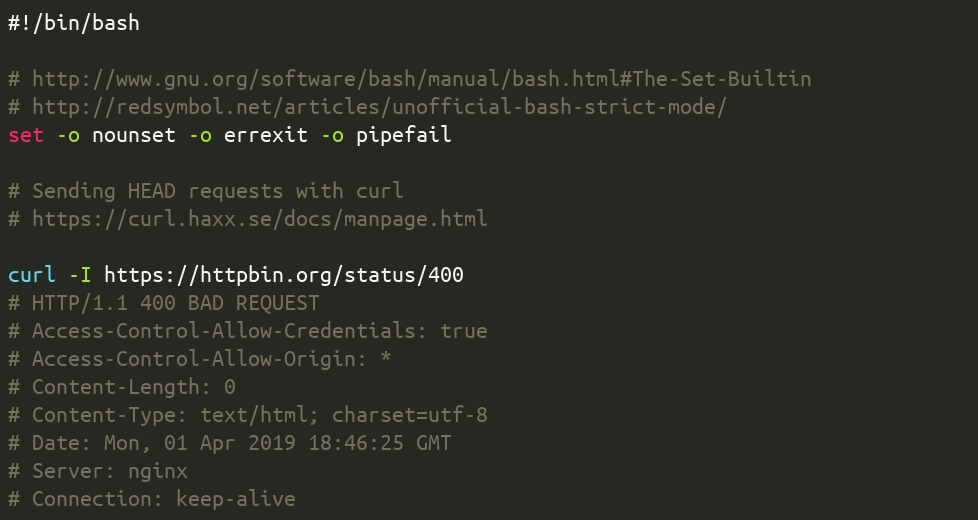 #!/bin/bash
# http://www.gnu.org/software/bash/manual/bash.html#The-Set-Builtin
# http://redsymbol.net/articles/unofficial-bash-strict-mode/
set -o nounset -o errexit -o pipefail
# Sending HEAD requests with curl
# https://curl.haxx.se/docs/manpage.html
curl -I https://httpbin.org/status/400
# HTTP/1.1 400 BAD REQUEST
# Access-Control-Allow-Credentials: true
# Access-Control-Allow-Origin: *
# Content-Length: 0
# Content-Type: text/html; charset=utf-8
# Date: Mon, 01 Apr 2019 18:46:25 GMT
# Server: nginx
# Connection: keep-alive